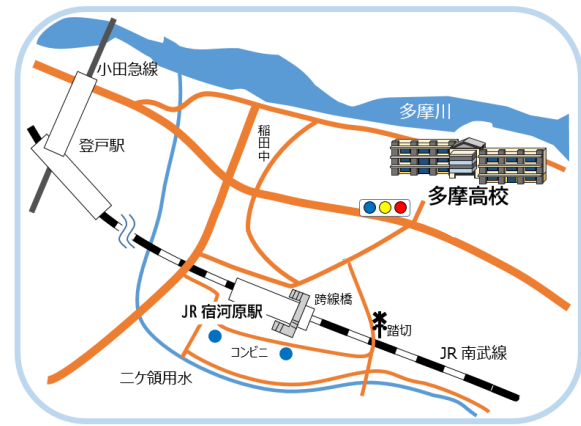 小田急線
多摩川
登戸駅
稲田中
多摩高校
跨線橋
JR 宿河原駅
踏切
コンビニ
JR 南武線
二ケ領用水